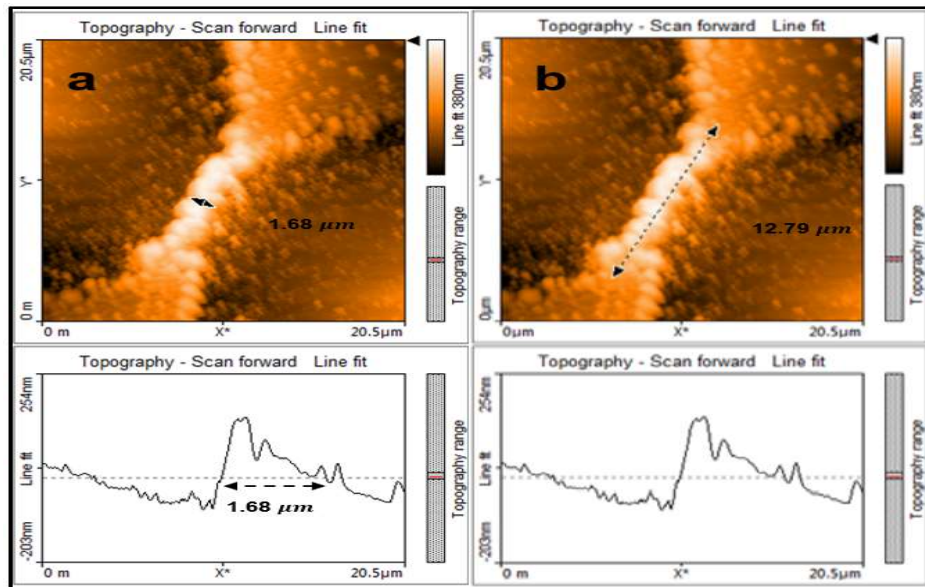 Topography - Scan forward Line fit
a
1.68 μm
20.5μm
Y*
0 m
0 m
X*
20.5μm
Line fit 380nm
Topography range
Topography - Scan forward Line fit
b
12.79 μm
20.5μm
Y*
0μm
0μm
X*
20.5μm
Line fit 380nm
Topography range
Topography - Scan forward Line fit
254nm
Line fit
-203nm
1.68 μm
0 m
X*
20.5μm
Topography range
Topography - Scan forward Line fit
254nm
Line fit
-203nm
0 m
X*
20.5μm
Topography range